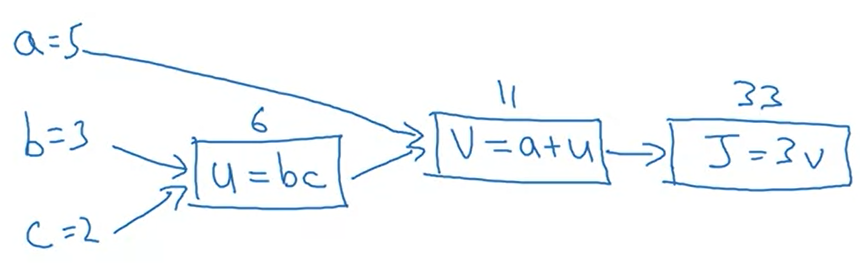 a=5
11
33
6
b=3
V=a+u
J=3v
u=bc
c=2